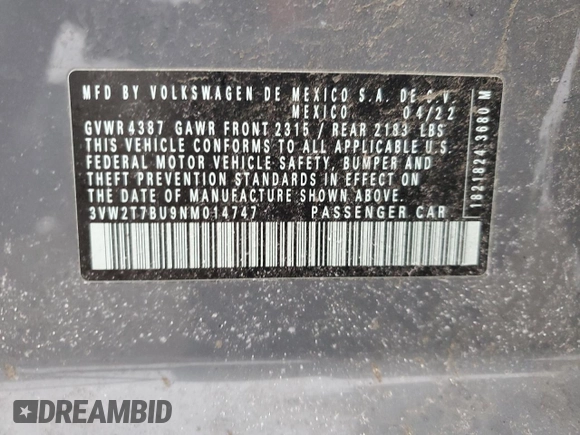 MFD BY VOLKSWAGEN DE MEXICO S.A. DE C.V.
MEXICO 04/22
GVWR 4387 GAWR FRONT 2315 / REAR 2183 LBS
THIS VEHICLE CONFORMS TO ALL APPLICABLE U.S.
FEDERAL MOTOR VEHICLE SAFETY, BUMPER AND
THEFT PREVENTION STANDARDS IN EFFECT ON
THE DATE OF MANUFACTURE SHOWN ABOVE.
3VW2T7BU9NM014747 PASSENGER CAR
1821824 3680 M
DREAMBID